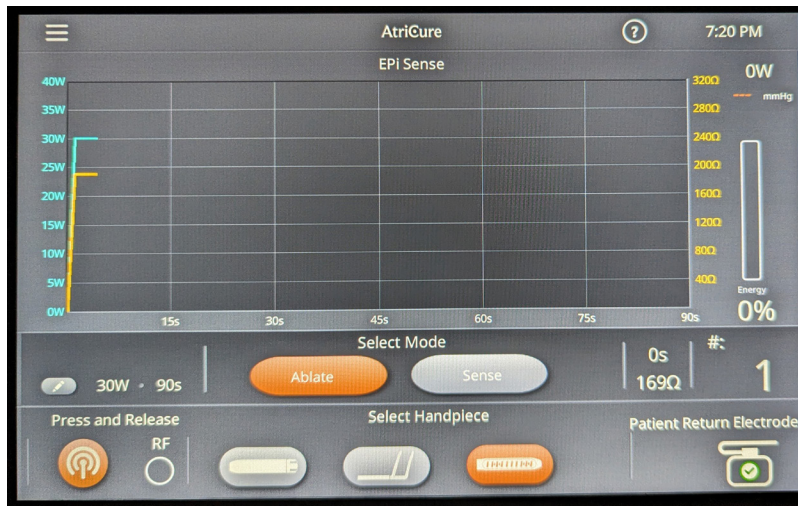 AtriCure
?
7:20 PM
EPi Sense
0W
--- mmHg
40W
35W
30W
25W
20W
15W
10W
5W
0W
320Ω
280Ω
240Ω
200Ω
160Ω
120Ω
80Ω
40Ω
15s
30s
45s
60s
75s
90s
Energy
0%
Select Mode
30W 90s
Ablate
Sense
0s
169Ω
#:
1
Press and Release
RF
Select Handpiece
Patient Return Electrode